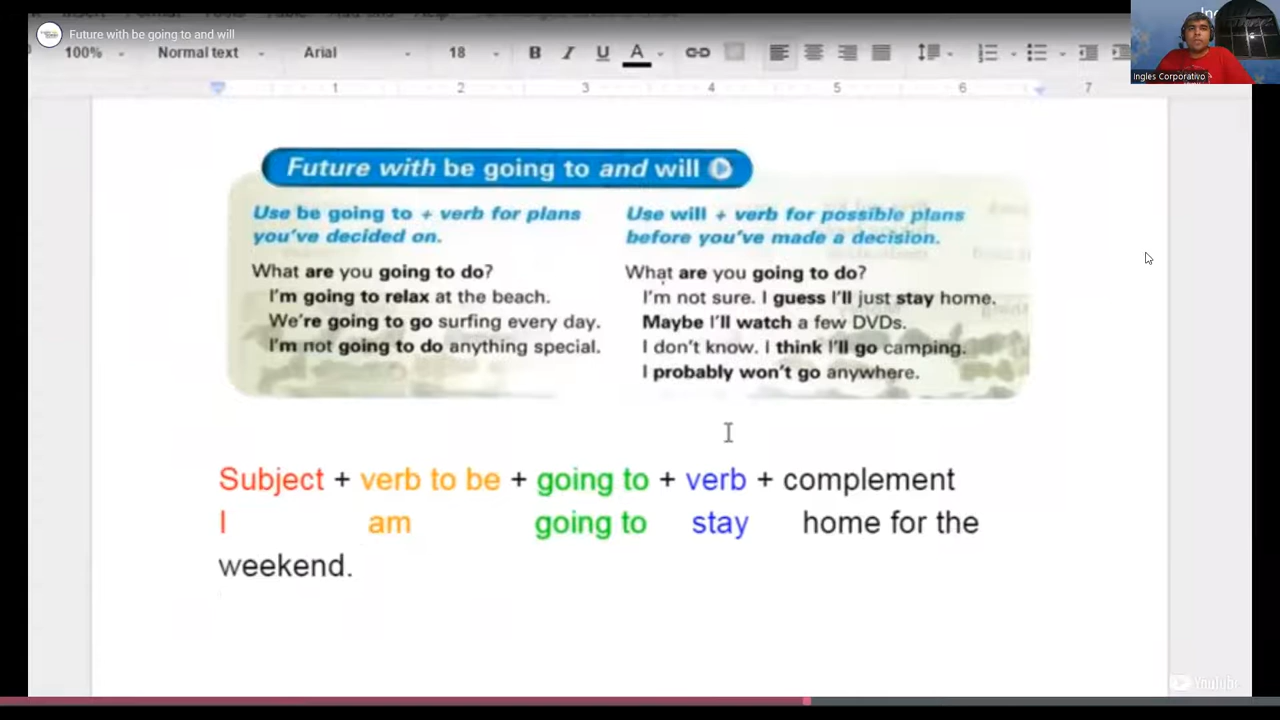 Future with be going to and will
100%
Normal text
Arial
18
B I U A
1 2 3 4 5 6 7
Ingles Corporativo
Future with be going to and will
Use be going to + verb for plans
you've decided on.
What are you going to do?
I'm going to relax at the beach.
We're going to go surfing every day.
I'm not going to do anything special.
Use will + verb for possible plans
before you've made a decision.
What are you going to do?
I'm not sure. I guess I'll just stay home.
Maybe I'll watch a few DVDs.
I don't know. I think I'll go camping.
I probably won't go anywhere.
Subject + verb to be + going to + verb + complement
I am going to stay home for the
weekend.
YouTube